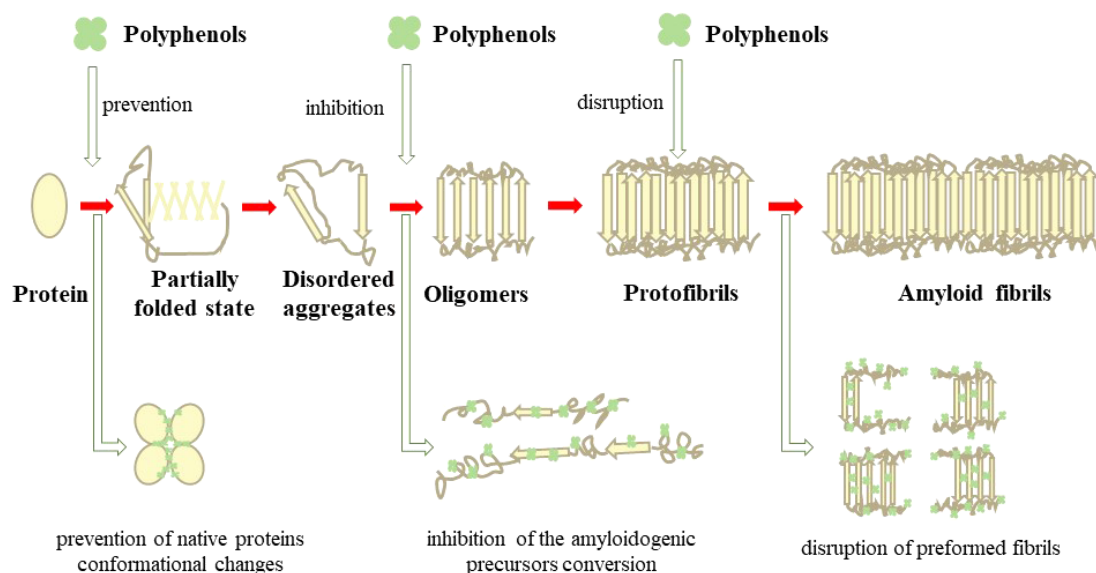 Polyphenols
Polyphenols
Polyphenols
prevention
inhibition
disruption
Protein
Partially
folded state
Disordered
aggregates
Oligomers
Protofibrils
Amyloid fibrils
prevention of native proteins
conformational changes
inhibition of the amyloidogenic
precursors conversion
disruption of preformed fibrils